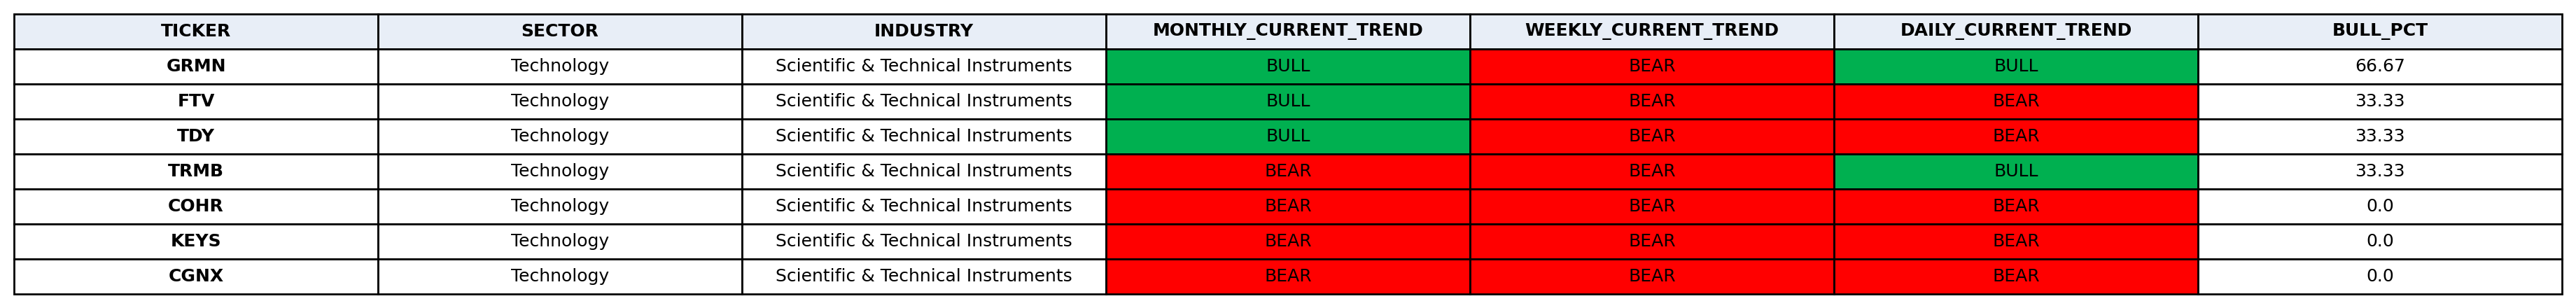 TICKER SECTOR INDUSTRY MONTHLY_CURRENT_TREND WEEKLY_CURRENT_TREND DAILY_CURRENT_TREND BULL_PCT
GRMN Technology Scientific & Technical Instruments BULL BEAR BULL 66.67
FTV Technology Scientific & Technical Instruments BULL BEAR BEAR 33.33
TDY Technology Scientific & Technical Instruments BULL BEAR BEAR 33.33
TRMB Technology Scientific & Technical Instruments BEAR BEAR BULL 33.33
COHR Technology Scientific & Technical Instruments BEAR BEAR BEAR 0.0
KEYS Technology Scientific & Technical Instruments BEAR BEAR BEAR 0.0
CGNX Technology Scientific & Technical Instruments BEAR BEAR BEAR 0.0